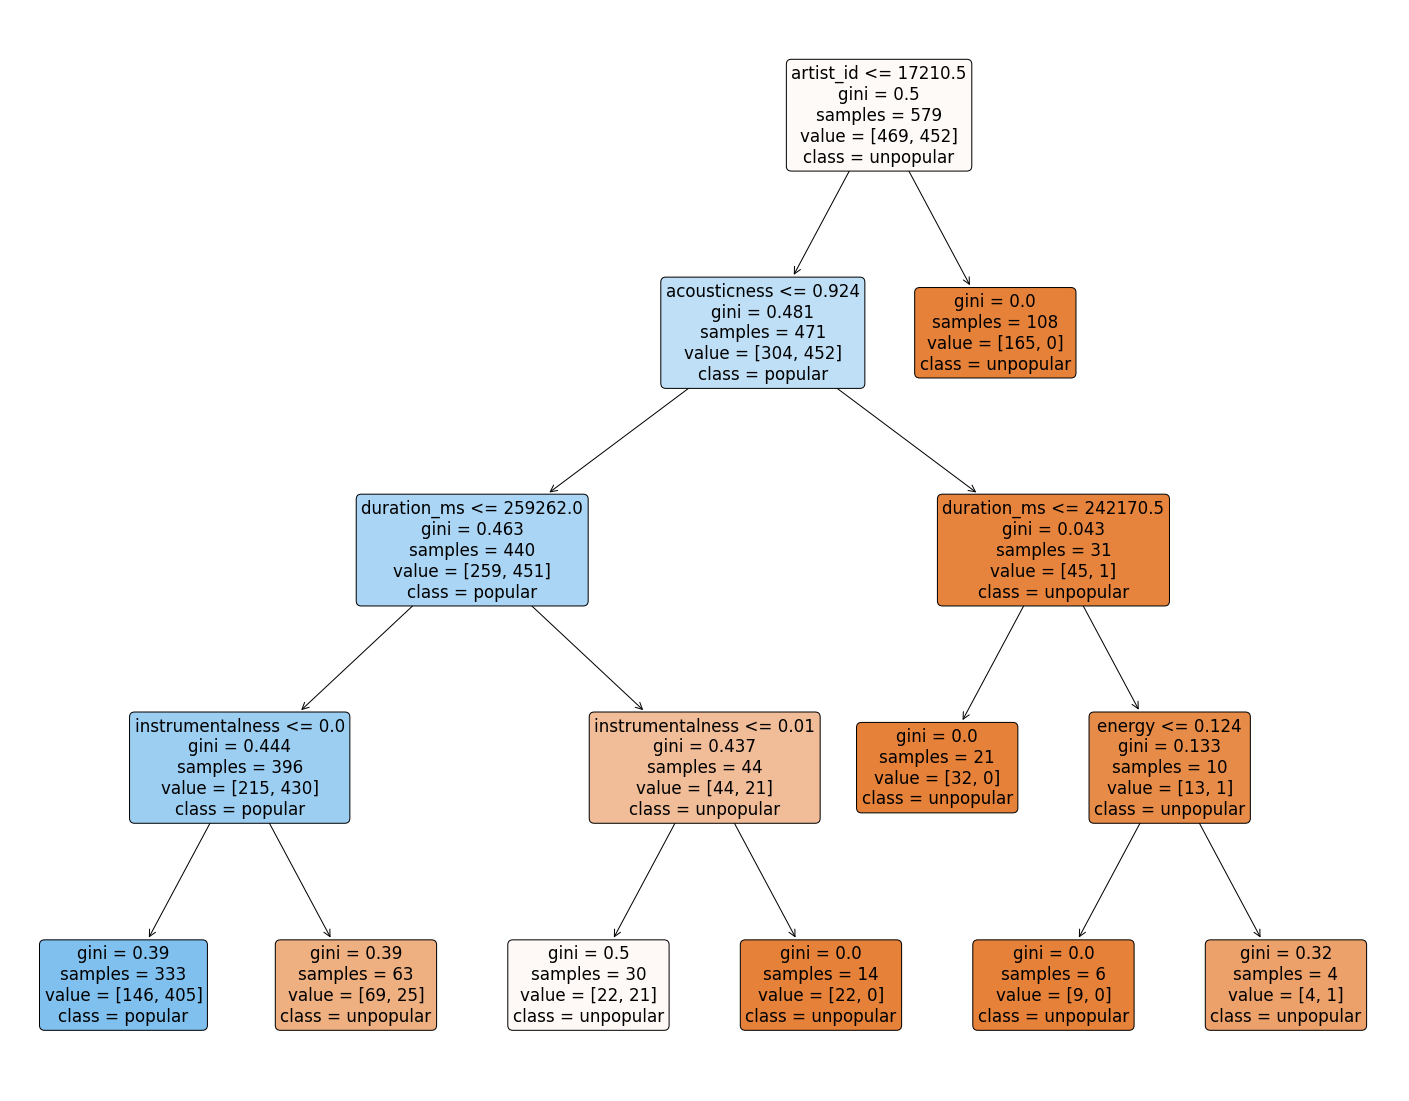 artist_id <= 17210.5
gini = 0.5
samples = 579
value = [469, 452]
class = unpopular
acousticness <= 0.924
gini = 0.481
samples = 471
value = [304, 452]
class = popular
gini = 0.0
samples = 108
value = [165, 0]
class = unpopular
duration_ms <= 259262.0
gini = 0.463
samples = 440
value = [259, 451]
class = popular
duration_ms <= 242170.5
gini = 0.043
samples = 31
value = [45, 1]
class = unpopular
instrumentalness <= 0.0
gini = 0.444
samples = 396
value = [215, 430]
class = popular
instrumentalness <= 0.01
gini = 0.437
samples = 44
value = [44, 21]
class = unpopular
gini = 0.0
samples = 21
value = [32, 0]
class = unpopular
energy <= 0.124
gini = 0.133
samples = 10
value = [13, 1]
class = unpopular
gini = 0.39
samples = 333
value = [146, 405]
class = popular
gini = 0.39
samples = 63
value = [69, 25]
class = unpopular
gini = 0.5
samples = 30
value = [22, 21]
class = unpopular
gini = 0.0
samples = 14
value = [22, 0]
class = unpopular
gini = 0.0
samples = 6
value = [9, 0]
class = unpopular
gini = 0.32
samples = 4
value = [4, 1]
class = unpopular